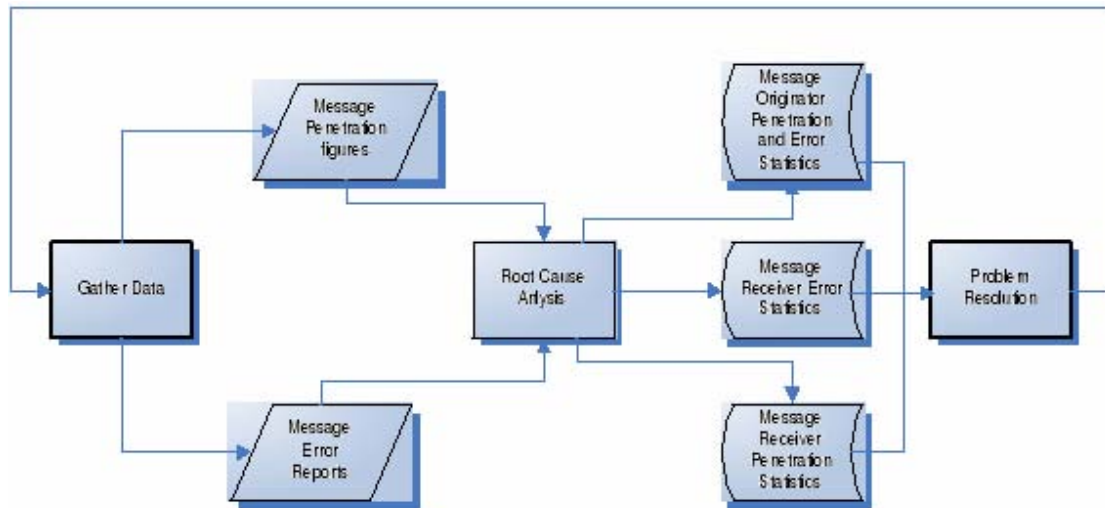 Message
Penetration
figures
Message
Originator
Penetration
and Error
Statistics
Gather Data
Root Cause
Anlysis
Message
Receiver Error
Statistics
Problem
Resolution
Message
Error
Reports
Message
Receiver
Penetration
Statistics